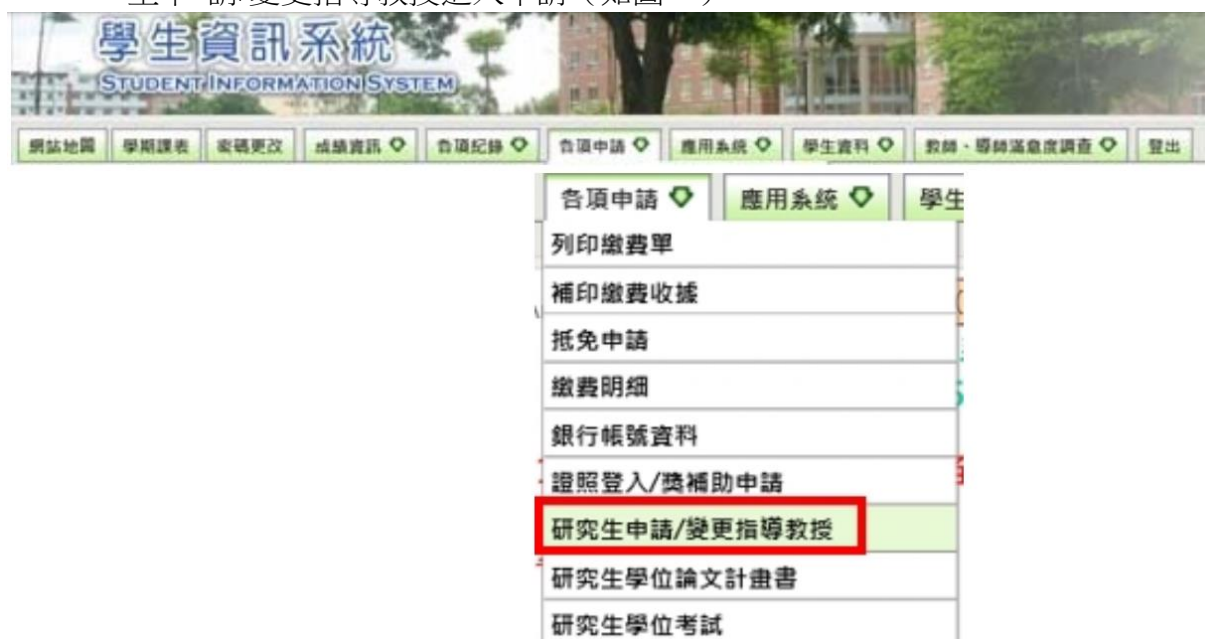 學生資訊系統
STUDENT INFORMATION SYSTEM
網站地圖 學期課表 密碼更改 成績資訊 各項紀錄 各項申請 應用系統 學生資料 教師、導師滿意度調查 登出
各項申請 應用系統 學生
列印繳費單
補印繳費收據
抵免申請
繳費明細
銀行帳號資料
證照登入/獎補助申請
研究生申請/變更指導教授
研究生學位論文計畫書
研究生學位考試